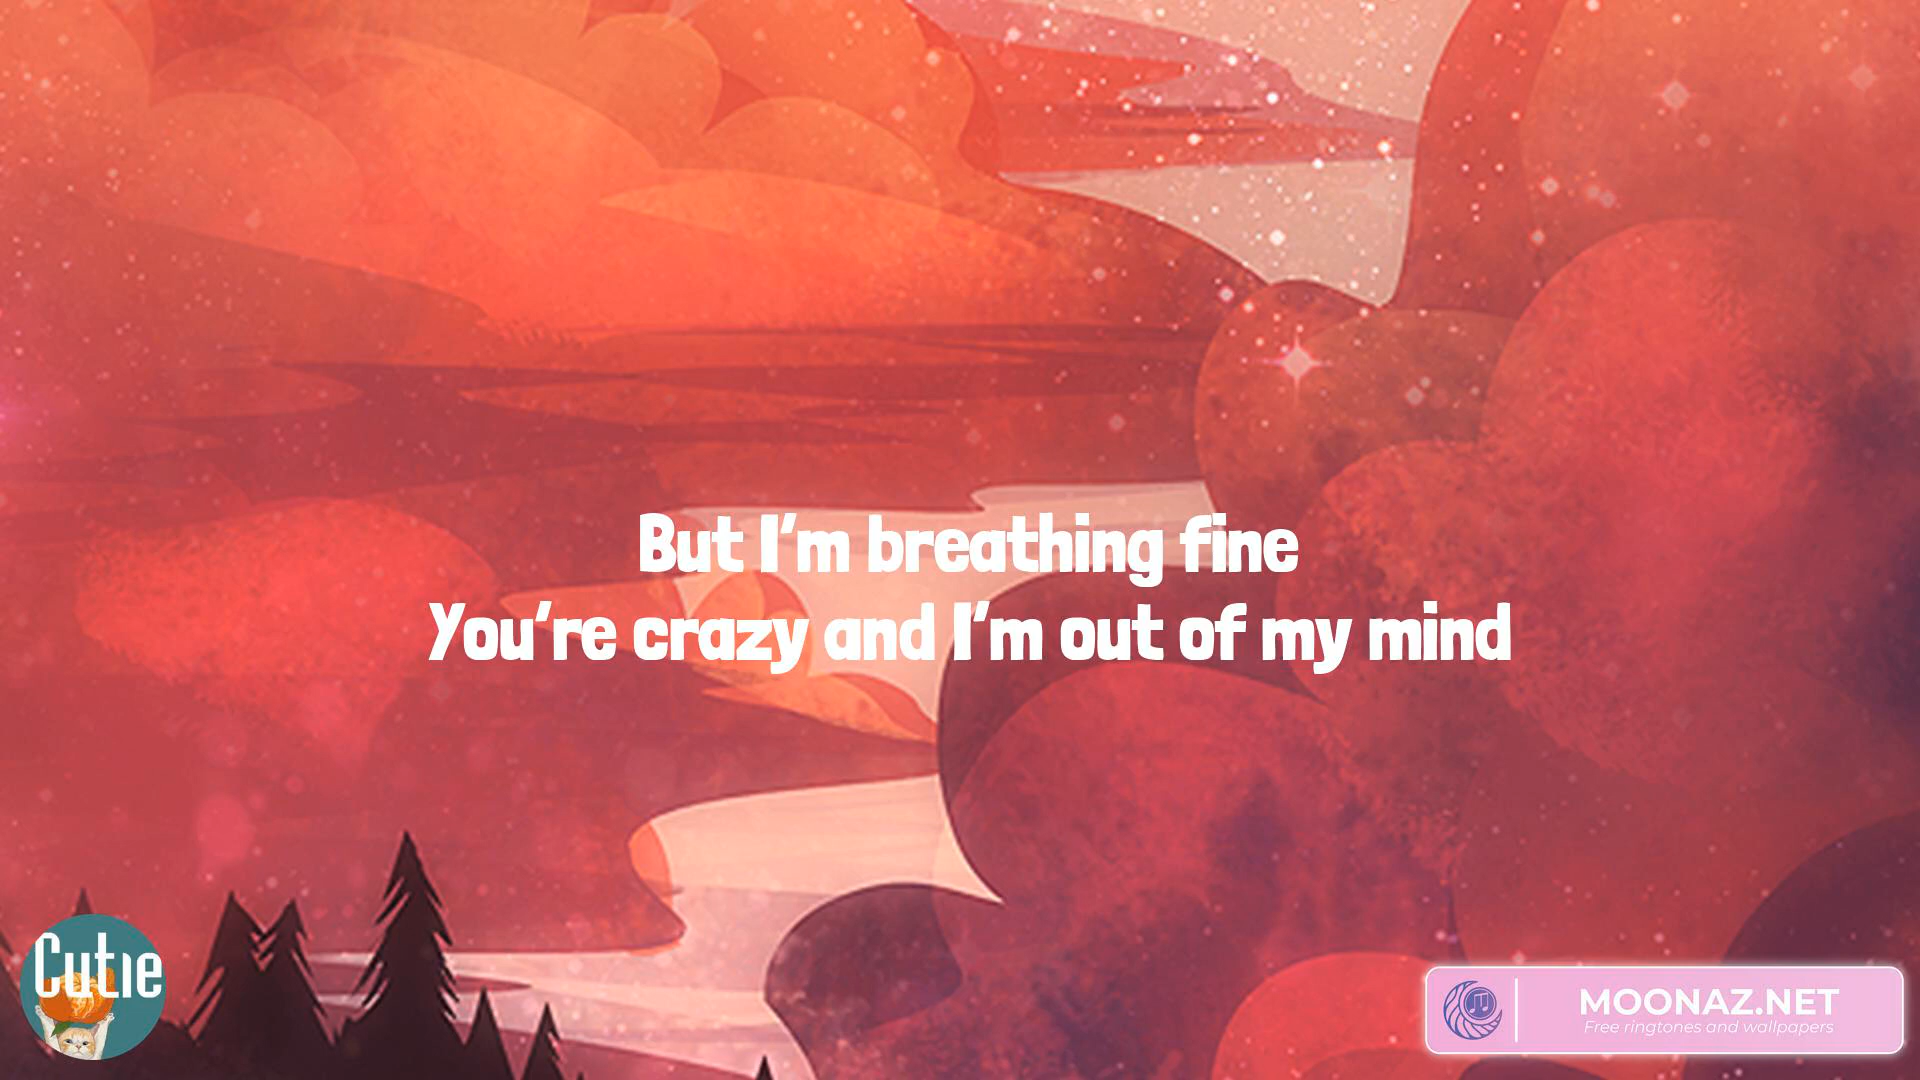 But I'm breathing fine
You're crazy and I'm out of my mind
Cutie
MOONAZ.NET
Free ringtones and wallpapers